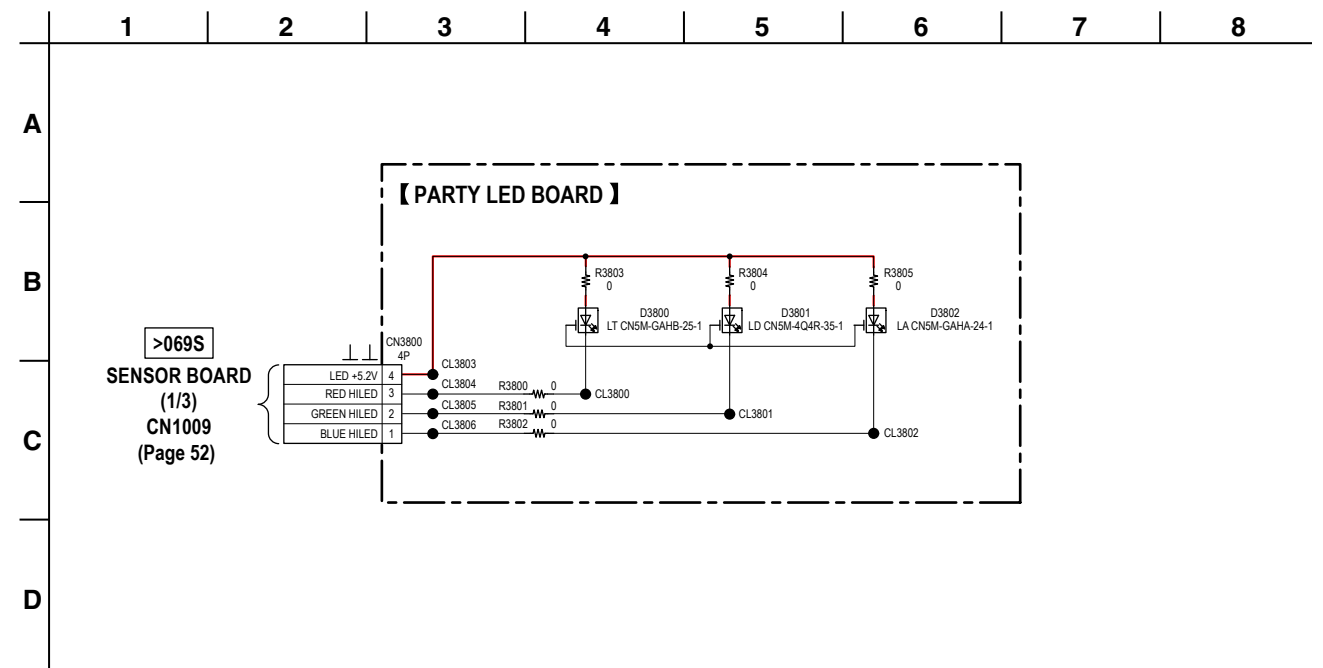 1 2 3 4 5 6 7 8
A
【 PARTY LED BOARD 】
B
R3803
0
R3804
0
R3805
0
D3800
LT CN5M-GAHB-25-1
D3801
LD CN5M-4Q4R-35-1
D3802
LA CN5M-GAHA-24-1
>069S
SENSOR BOARD
(1/3)
CN1009
(Page 52)
CN3800
4P
LED +5.2V 4 CL3803
RED HILED 3 CL3804 R3800 0 CL3800
GREEN HILED 2 CL3805 R3801 0 CL3801
BLUE HILED 1 CL3806 R3802 0 CL3802
C
D